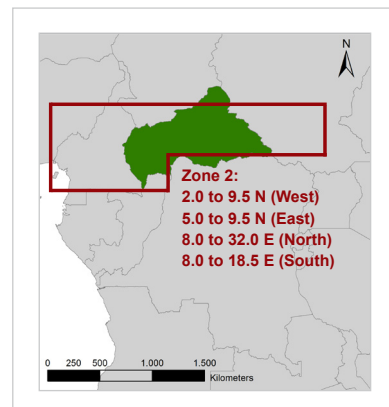 N
Zone 2:
2.0 to 9.5 N (West)
5.0 to 9.5 N (East)
8.0 to 32.0 E (North)
8.0 to 18.5 E (South)
0 250 500 1.000 1.500
Kilometers